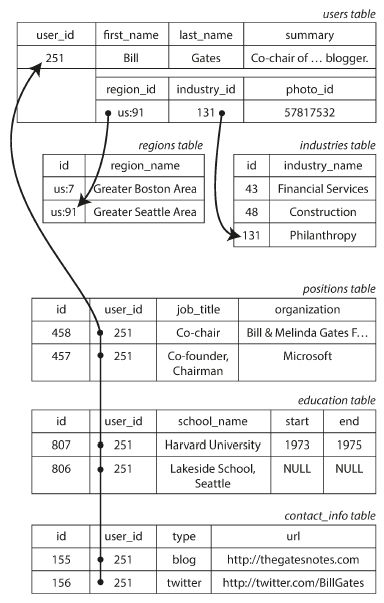 users table
user_id first_name last_name summary
251 Bill Gates Co-chair of … blogger.
region_id industry_id photo_id
us:91 131 57817532
regions table
id region_name
us:7 Greater Boston Area
us:91 Greater Seattle Area
industries table
id industry_name
43 Financial Services
48 Construction
131 Philanthropy
positions table
id user_id job_title organization
458 251 Co-chair Bill & Melinda Gates F…
457 251 Co-founder, Microsoft
Chairman
education table
id user_id school_name start end
807 251 Harvard University 1973 1975
806 251 Lakeside School, NULL NULL
Seattle
contact_info table
id user_id type url
155 251 blog http://thegatesnotes.com
156 251 twitter http://twitter.com/BillGates